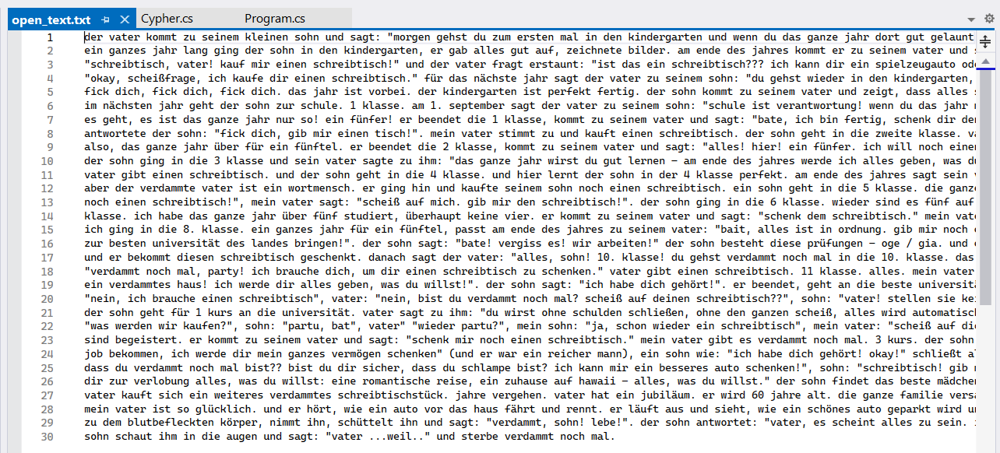 open_text.txt Cypher.cs Program.cs
1 der vater kommt zu seinem kleinen sohn und sagt: "morgen gehst du zum ersten mal in den kindergarten und wenn du das ganze jahr dort gut gelaunt
2 ein ganzes jahr lang ging der sohn in den kindergarten, er gab alles gut auf, zeichnete bilder. am ende des jahres kommt er zu seinem vater und
3 "schreibtisch, vater! kauf mir einen schreibtisch!" und der vater fragt erstaunt: "ist das ein schreibtisch??? ich kann dir ein spielzeugauto
4 "okay, scheißfrage, ich kaufe dir einen schreibtisch." für das nächste jahr sagt der vater zu seinem sohn: "du gehst wieder in den kindergarten,
5 fick dich, fick dich, fick dich. das jahr ist vorbei. der kindergarten ist perfekt fertig. der sohn kommt zu seinem vater und zeigt, dass alles
6 im nächsten jahr geht der sohn zur schule. 1 klasse. am 1. september sagt der vater zu seinem sohn: "schule ist verantwortung! wenn du das jahr
7 es geht, es ist das ganze jahr nur so! ein fünfer! er beendet die 1 klasse, kommt zu seinem vater und sagt: "bate, ich bin fertig, schenk dir
8 antwortete der sohn: "fick dich, gib mir einen tisch!". mein vater stimmt zu und kauft einen schreibtisch. der sohn geht in die zweite klasse.
9 also, das ganze jahr über für ein fünftel. er beendet die 2 klasse, kommt zu seinem vater und sagt: "alles! hier! ein fünfer. ich will noch
10 der sohn ging in die 3 klasse und sein vater sagte zu ihm: "das ganze jahr wirst du gut lernen – am ende des jahres werde ich alles geben, was
11 vater gibt einen schreibtisch. und der sohn geht in die 4 klasse. und hier lernt der sohn in der 4 klasse perfekt. am ende des jahres sagt sein
12 aber der verdammte vater ist ein wortmensch. er ging hin und kaufte seinem sohn noch einen schreibtisch. ein sohn geht in die 5 klasse. die
13 noch einen schreibtisch!", mein vater sagt: "scheiß auf mich. gib mir den schreibtisch!". der sohn ging in die 6 klasse. wieder sind es fünf auf
14 klasse. ich habe das ganze jahr über fünf studiert, überhaupt keine vier. er kommt zu seinem vater und sagt: "schenk dem schreibtisch." mein
15 ich ging in die 8. klasse. ein ganzes jahr für ein fünftel, passt am ende des jahres zu seinem vater: "bait, alles ist in ordnung. gib mir noch
16 zur besten universität des landes bringen!". der sohn sagt: "bate! vergiss es! wir arbeiten!" der sohn besteht diese prüfungen – oge / gia. und
17 und er bekommt diesen schreibtisch geschenkt. danach sagt der vater: "alles, sohn! 10. klasse! du gehst verdammt noch mal in die 10. klasse. das
18 "verdammt noch mal, party! ich brauche dich, um dir einen schreibtisch zu schenken." vater gibt einen schreibtisch. 11 klasse. alles. mein vater
19 ein verdammtes haus! ich werde dir alles geben, was du willst!". der sohn sagt: "ich habe dich gehört!". er beendet, geht an die beste
20 "nein, ich brauche einen schreibtisch", vater: "nein, bist du verdammt noch mal? scheiß auf deinen schreibtisch??", sohn: "vater! stellen sie
21 der sohn geht für 1 kurs an die universität. vater sagt zu ihm: "du wirst ohne schulden schließen, ohne den ganzen scheiß, alles wird
22 "was werden wir kaufen?", sohn: "partu, bat", vater" "wieder partu?", mein sohn: "ja, schon wieder ein schreibtisch", mein vater: "scheiß auf
23 sind begeistert. er kommt zu seinem vater und sagt: "schenk mir noch einen schreibtisch." mein vater gibt es verdammt noch mal. 3 kurs. der sohn
24 job bekommen, ich werde dir mein ganzes vermögen schenken" (und er war ein reicher mann), ein sohn wie: "ich habe dich gehört! okay!" schließt
25 dass du verdammt noch mal bist?? bist du dir sicher, dass du schlampe bist? ich kann mir ein besseres auto schenken!", sohn: "schreibtisch! gib
26 dir zur verlobung alles, was du willst: eine romantische reise, ein zuhause auf hawaii – alles, was du willst." der sohn findet das beste
27 vater kauft sich ein weiteres verdammtes schreibtischstück. jahre vergehen. vater hat ein jubiläum. er wird 60 jahre alt. die ganze familie
28 mein vater ist so glücklich. und er hört, wie ein auto vor das haus fährt und rennt. er läuft aus und sieht, wie ein schönes auto geparkt wird
29 zu dem blutbefleckten körper, nimmt ihn, schüttelt ihn und sagt: "verdammt, sohn! lebe!". der sohn antwortet: "vater, es scheint alles zu sein.
30 sohn schaut ihm in die augen und sagt: "vater ...weil.." und sterbe verdammt noch mal.